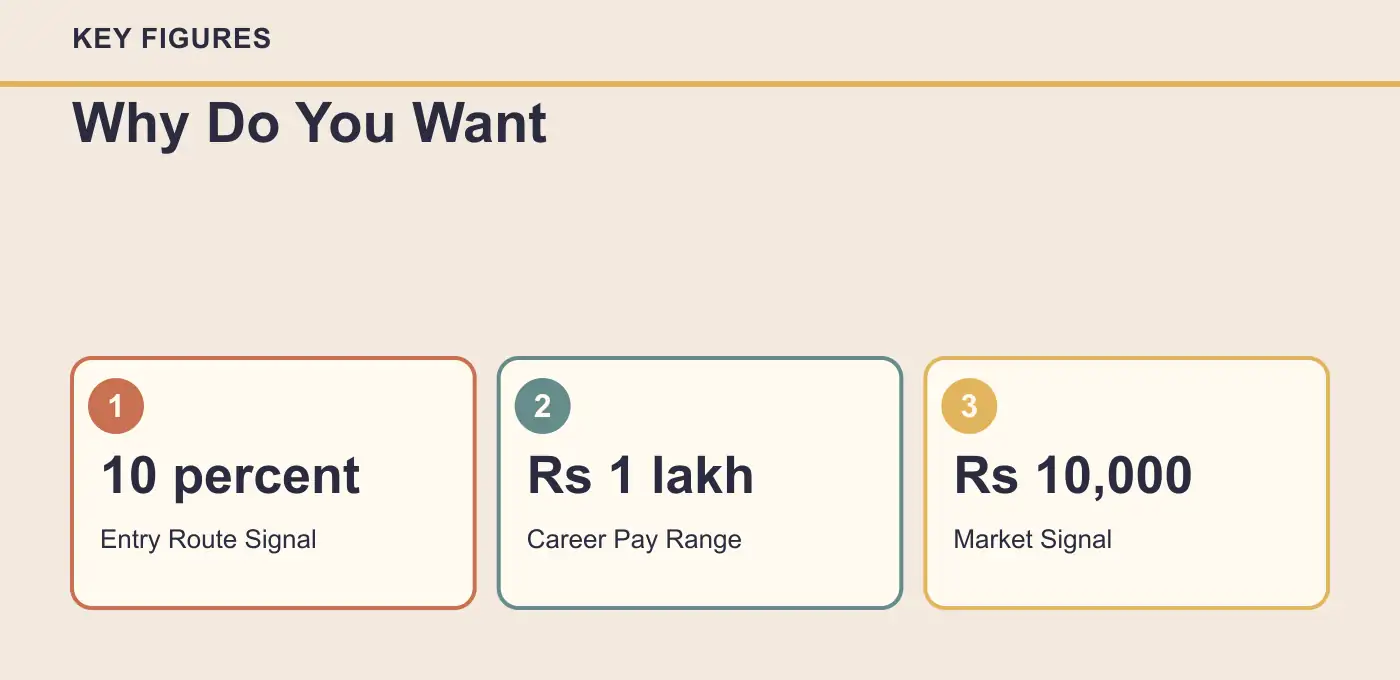 KEY FIGURES
Why Do You Want
1
10 percent
Entry Route Signal
2
Rs 1 lakh
Career Pay Range
3
Rs 10,000
Market Signal